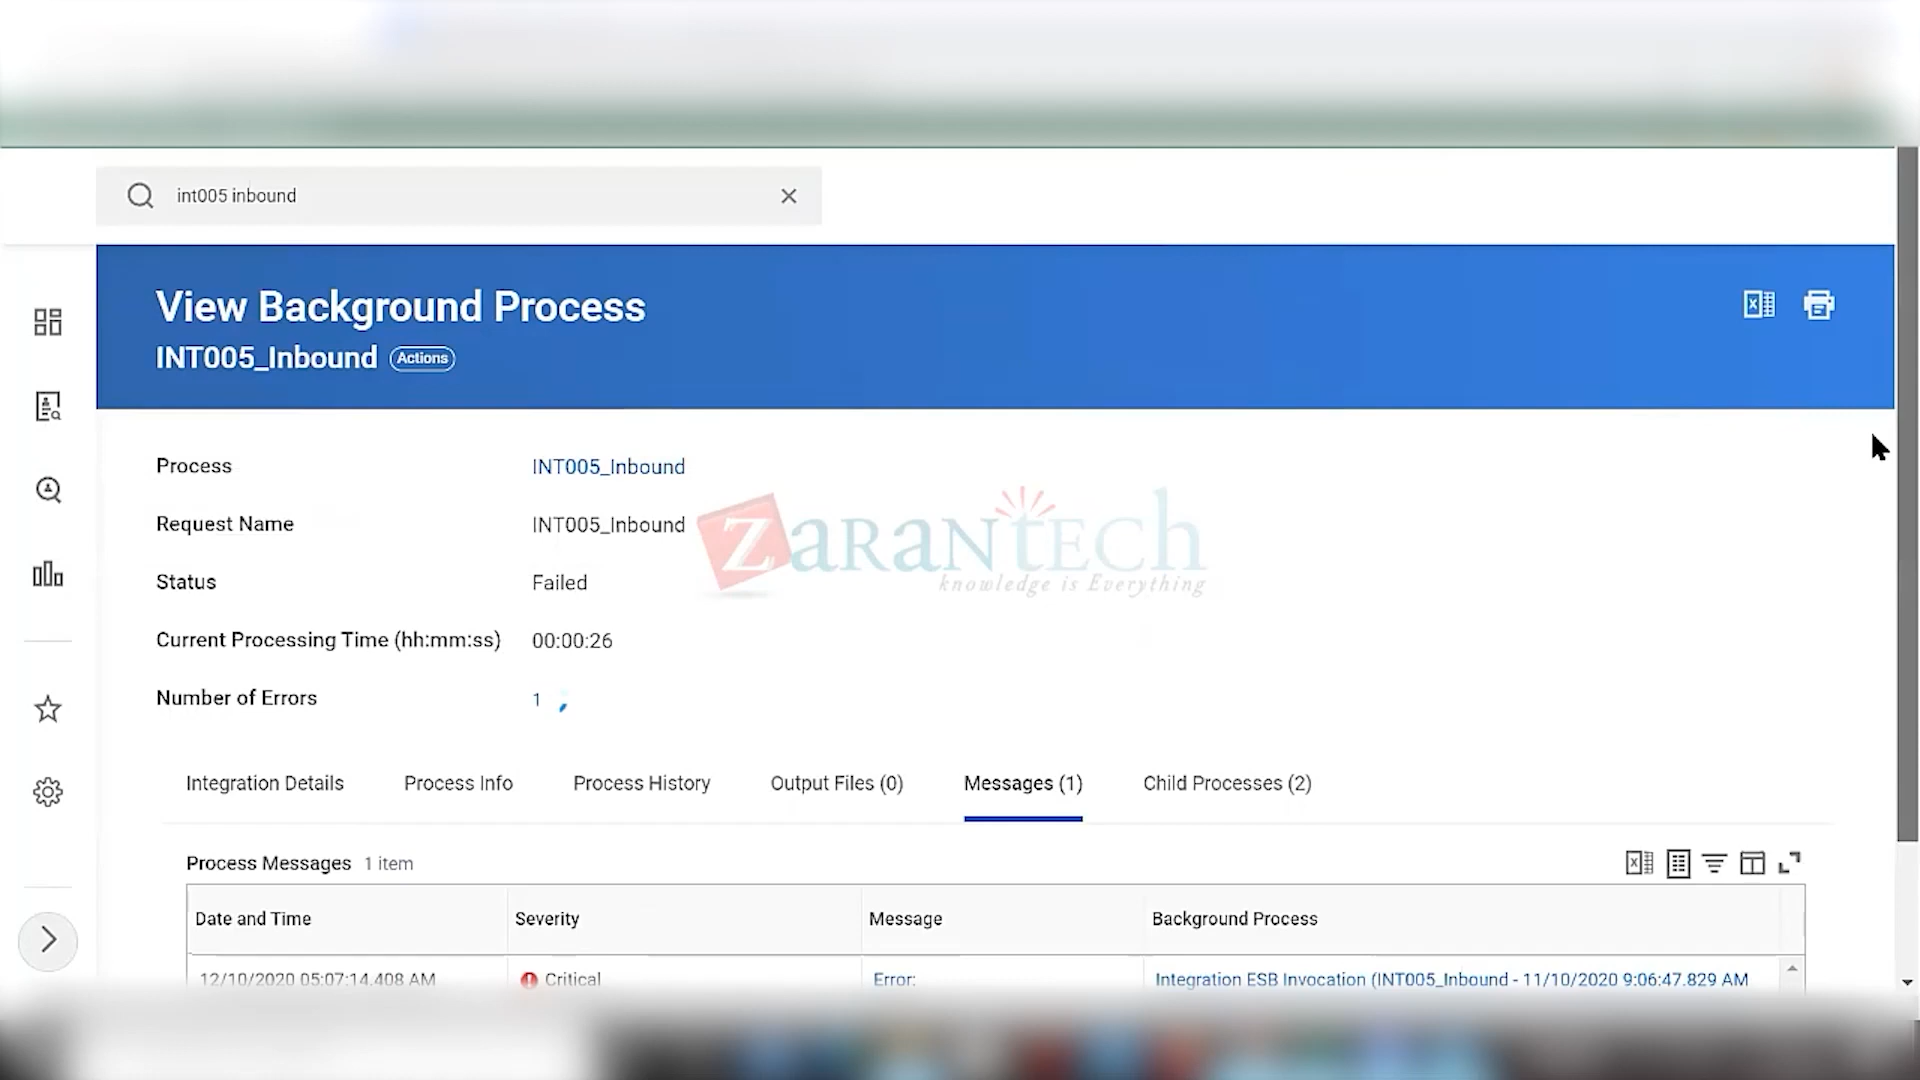 int005 inbound
View Background Process
INT005_Inbound Actions
Process INT005_Inbound
Request Name INT005_Inbound
Status Failed
Current Processing Time (hh:mm:ss) 00:00:26
Number of Errors 1
ZaranTech
knowledge is Everything
Integration Details Process Info Process History Output Files (0) Messages (1) Child Processes (2)
Process Messages 1 item
Date and Time Severity Message Background Process
12/10/2020 05:07:14.408 AM Critical Error: Integration ESB Invocation (INT005_Inbound - 11/10/2020 9:06:47.829 AM